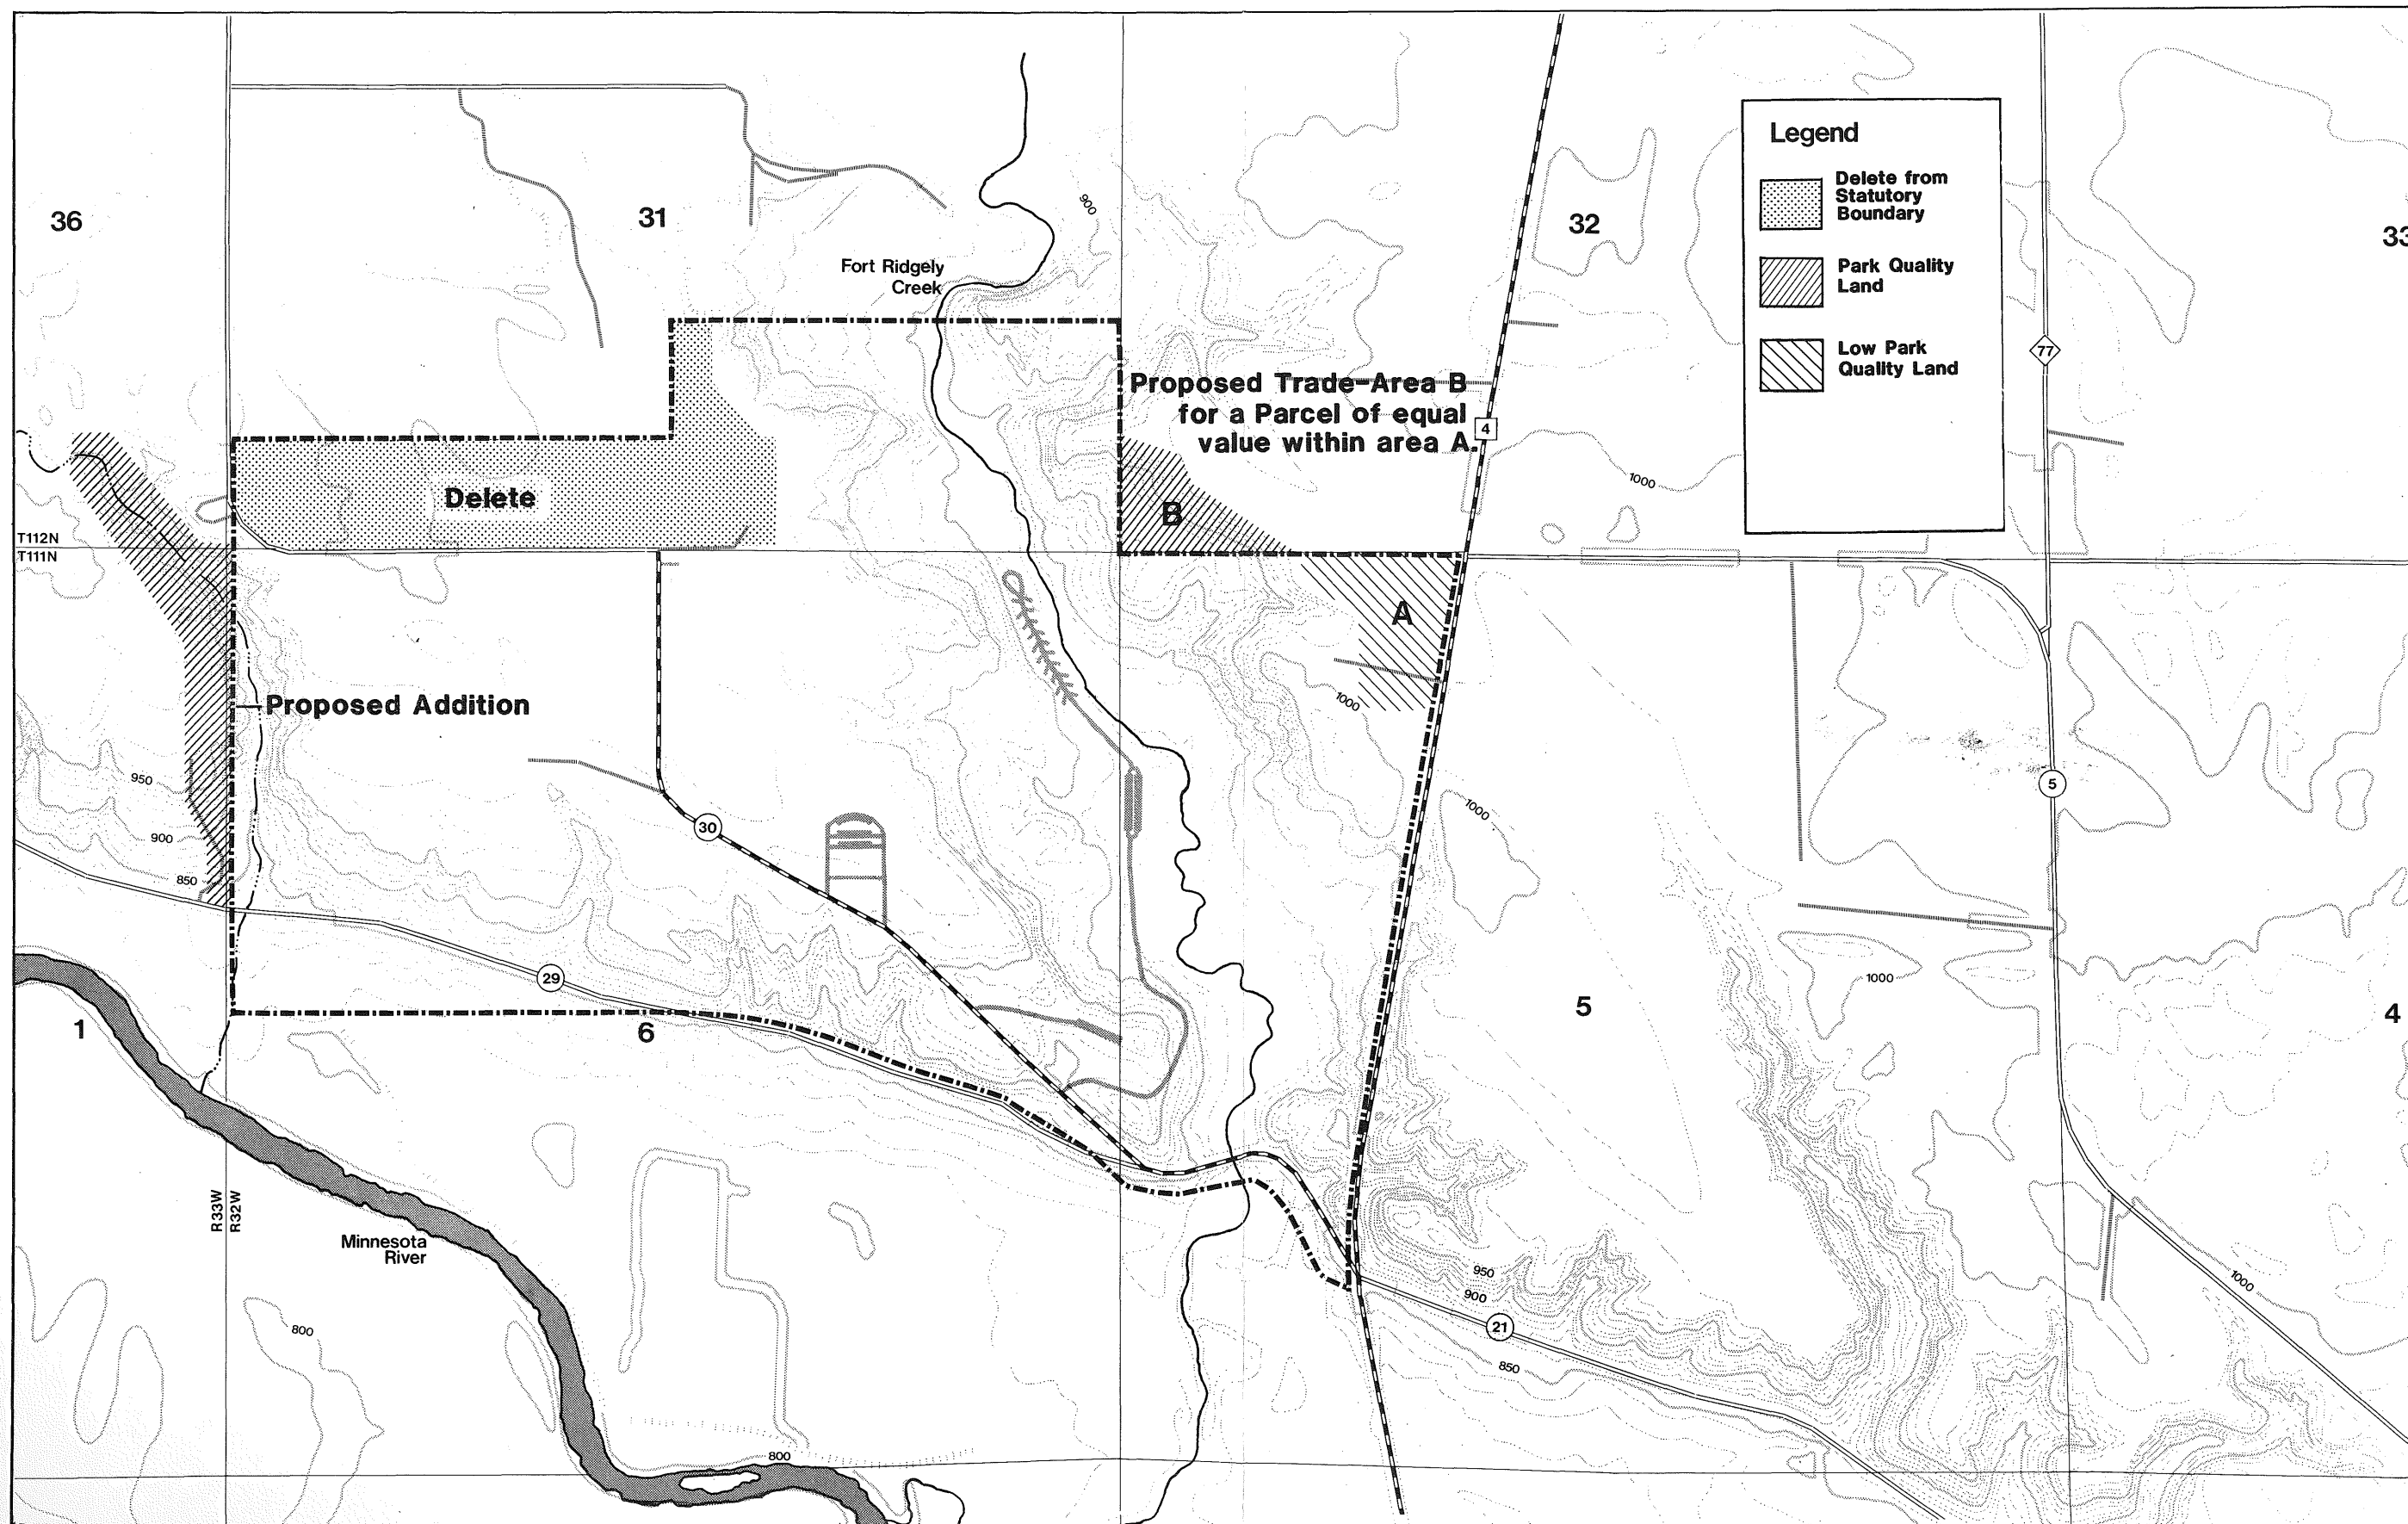 Legend
Delete from
Statutory
Boundary
Park Quality
Land
Low Park
Quality Land
36
31
32
33
Fort Ridgely
Creek
900
Proposed Trade-Area B
for a Parcel of equal
value within area A.
4
77
1000
Delete
B
T112N
T111N
A
Proposed Addition
1000
950
900
850
30
1000
5
29
1000
1
6
5
4
R33W
R32W
Minnesota
River
950
900
21
850
1000
800
800